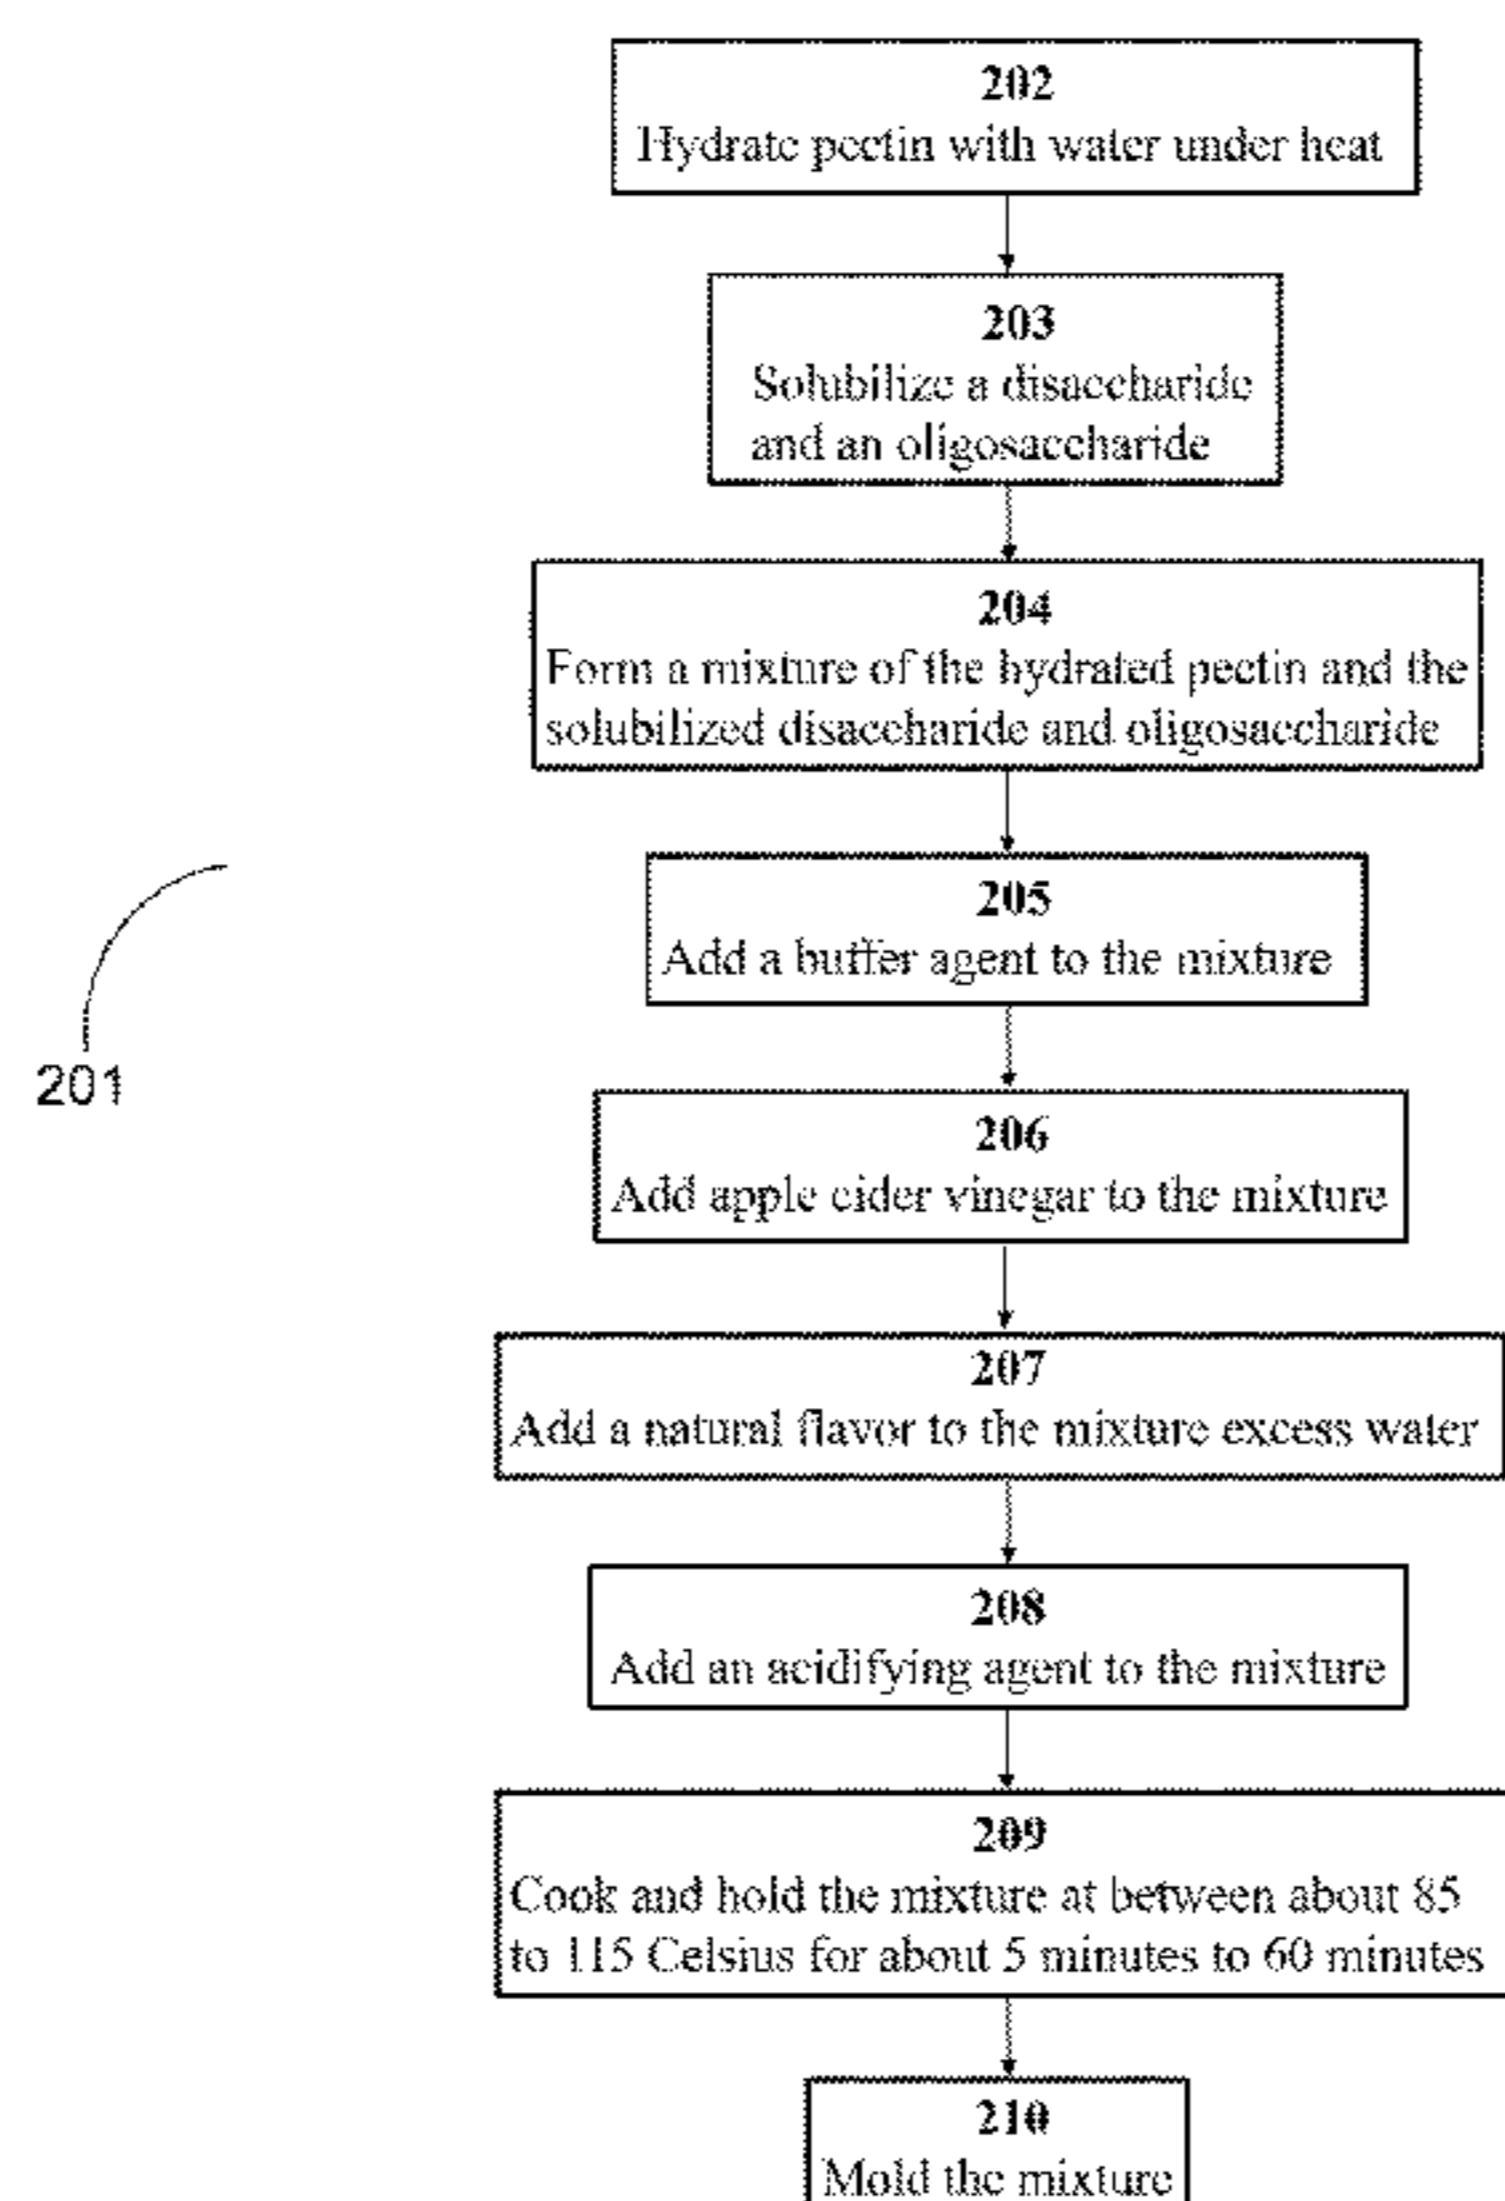 202
Hydrate pectin with water under heat
203
Solubilize a disaccharide
and an oligosaccharide
204
Form a mixture of the hydrated pectin and the
solubilized disaccharide and oligosaccharide
205
Add a buffer agent to the mixture
201
206
Add apple cider vinegar to the mixture
207
Add a natural flavor to the mixture excess water
208
Add an acidifying agent to the mixture
209
Cook and hold the mixture at between about 85
to 115 Celsius for about 5 minutes to 60 minutes
210
Mold the mixture